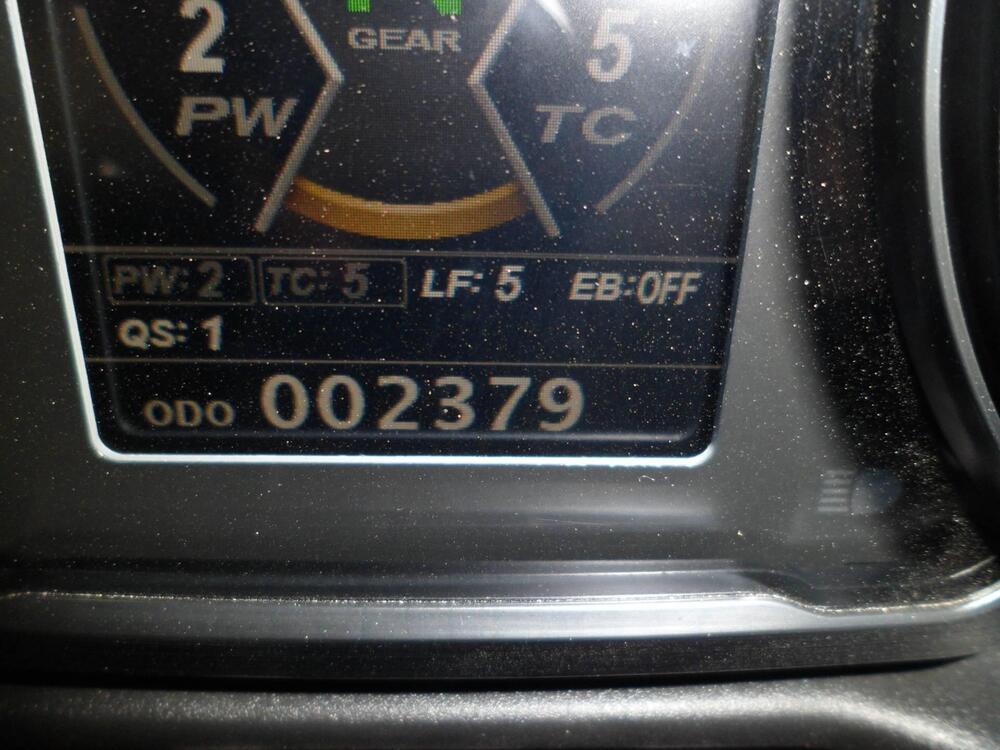 N
GEAR
2 5
PW TC
PW: 2 TC: 5 LF: 5 EB:OFF
QS: 1
ODO 002379